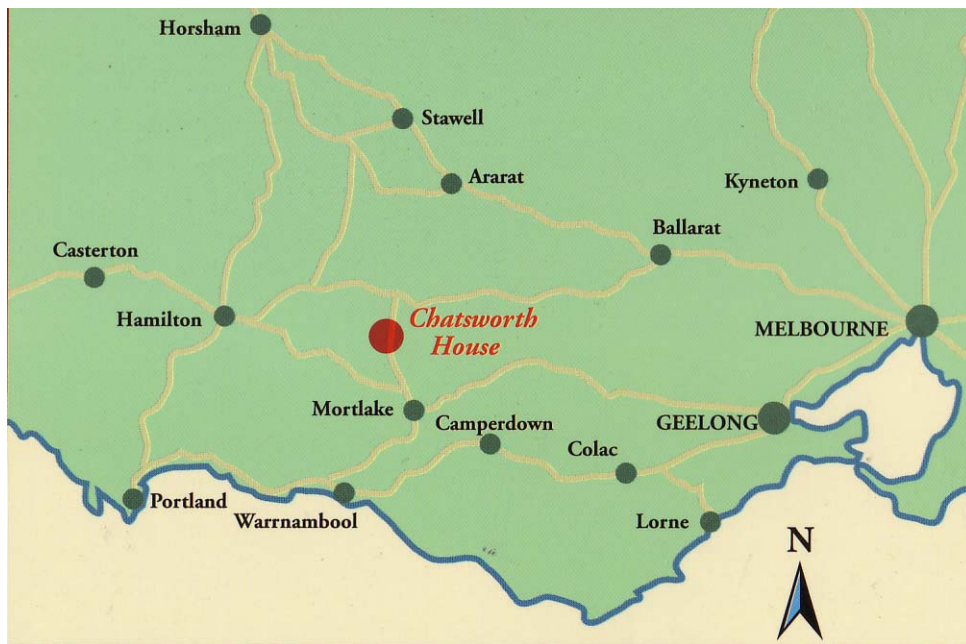 Horsham
Stawell
Ararat
Kyneton
Ballarat
Casterton
Hamilton
Chatsworth
House
MELBOURNE
Mortlake
Camperdown
GEELONG
Colac
Portland
Warrnambool
Lorne
N